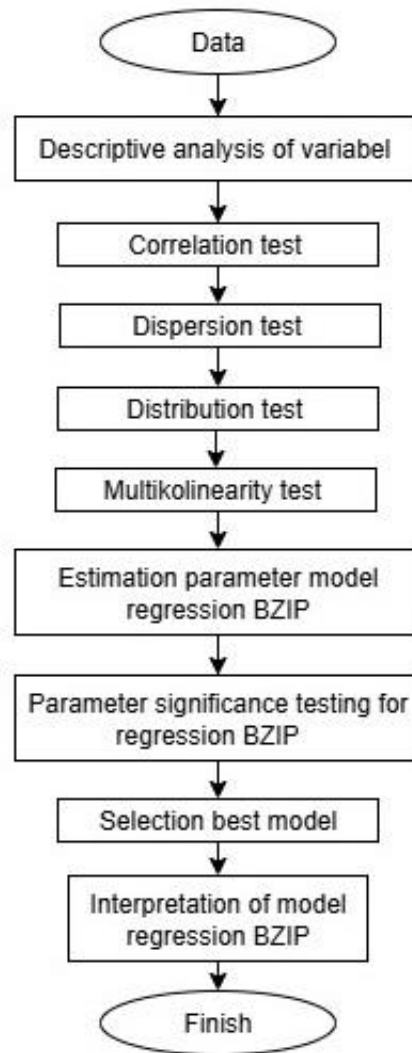 Data
Descriptive analysis of variabel
Correlation test
Dispersion test
Distribution test
Multikolinearity test
Estimation parameter model
regression BZIP
Parameter significance testing for
regression BZIP
Selection best model
Interpretation of model
regression BZIP
Finish